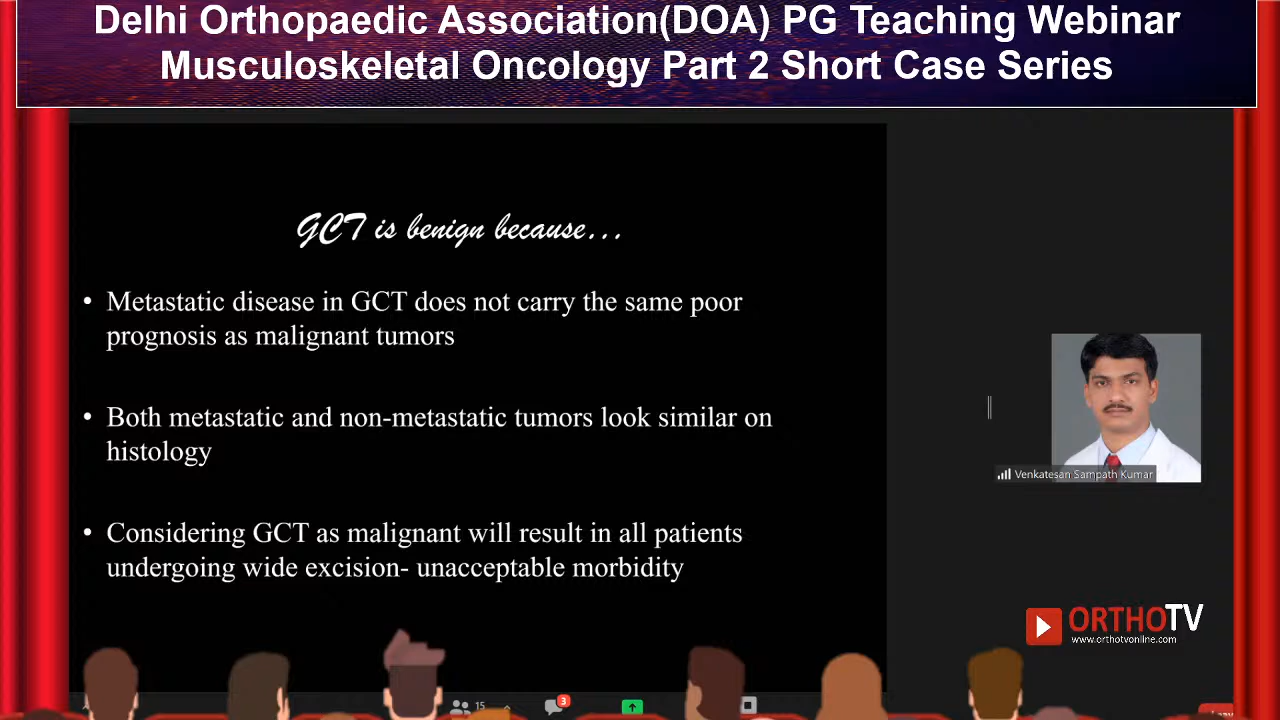 Delhi Orthopaedic Association(DOA) PG Teaching Webinar
Musculoskeletal Oncology Part 2 Short Case Series
GCT is benign because...
• Metastatic disease in GCT does not carry the same poor
prognosis as malignant tumors
• Both metastatic and non-metastatic tumors look similar on
histology
• Considering GCT as malignant will result in all patients
undergoing wide excision- unacceptable morbidity
Venkatesan Sampath Kumar
ORTHOTV
www.orthotvonline.com
15
3